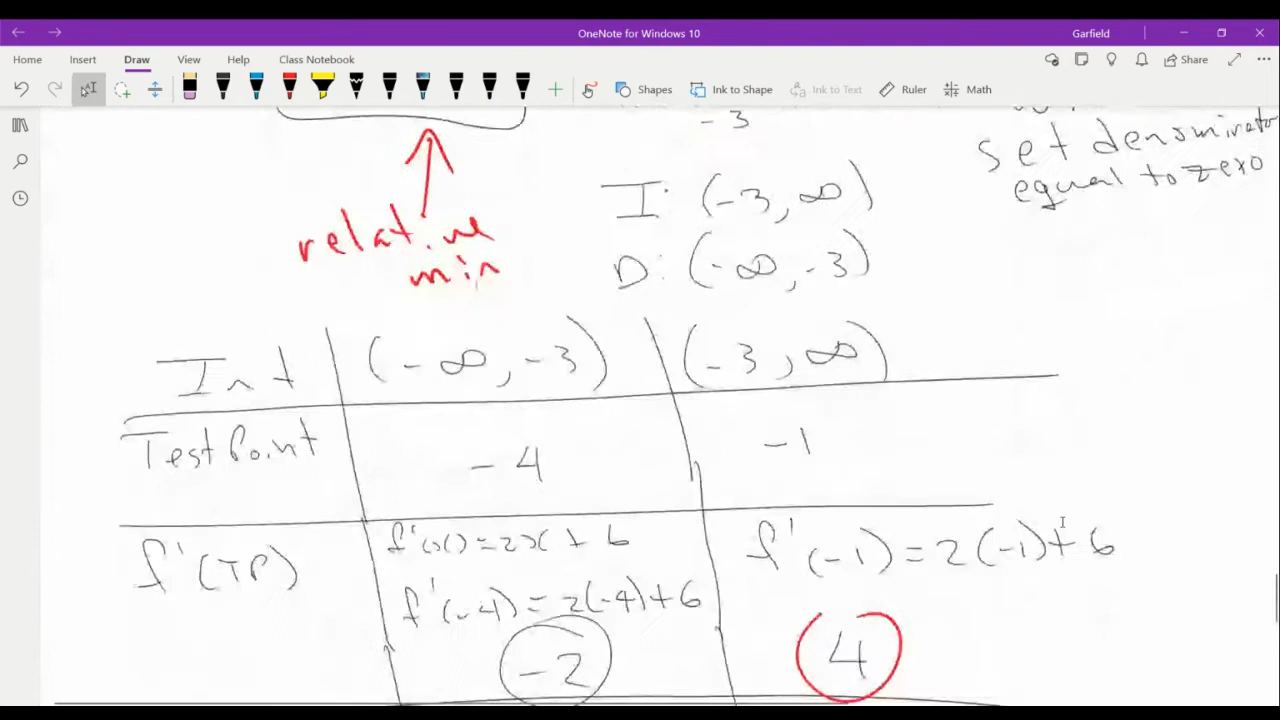 OneNote for Windows 10
Garfield
Home Insert Draw View Help Class Notebook
Share
Shapes Ink to Shape Ink to Text Ruler Math
-3
set denominator
equal to zero
I: (-3, ∞)
D: (-∞, -3)
relative
min
Int (-∞, -3) (-3, ∞)
Test Point -4 -1
f'(TP) f'(x) = 2x + 6 f'(-1) = 2(-1) + 6
f'(-4) = 2(-4) + 6
-2 4